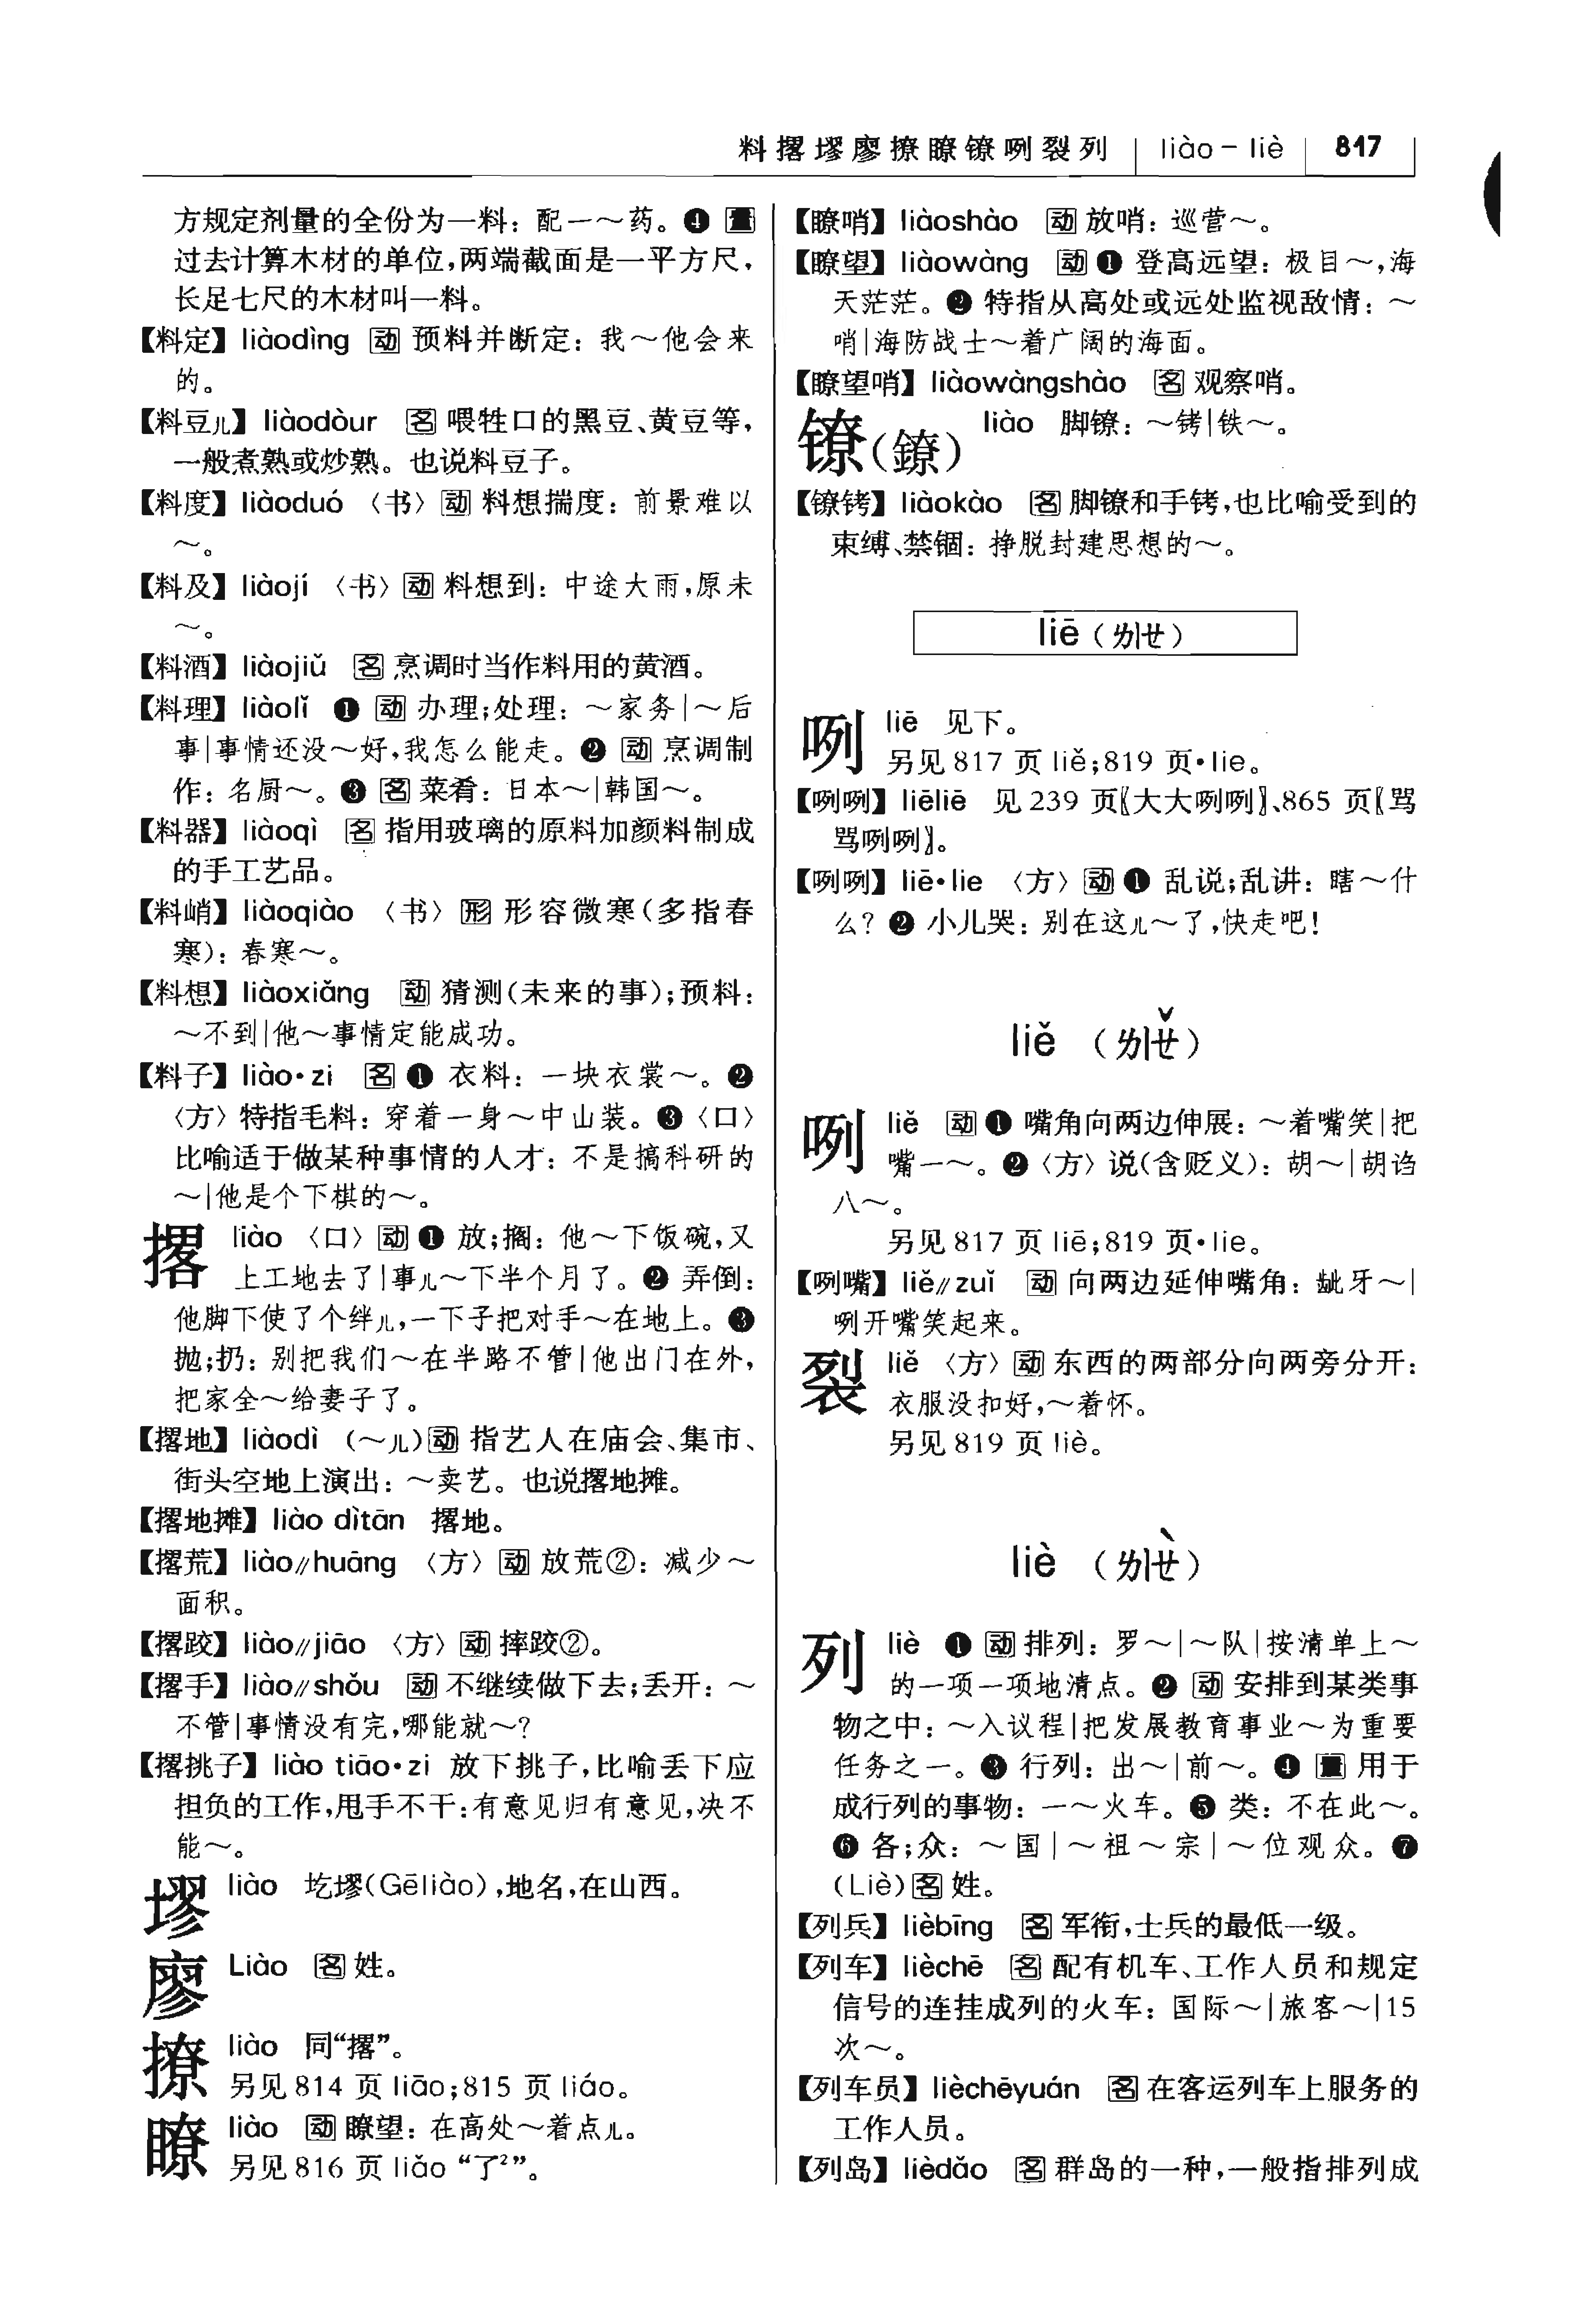 料撂墢廖撩瞭镣咧裂列 liào－liè 817
方规定剂量的全份为一料：配一～药。❹ 量
过去计算木材的单位，两端截面是一平方尺，
长足七尺的木材叫一料。
【料定】liàodìng 动 预料并断定：我～他会来
的。
【料豆儿】liàodòur 名 喂牲口的黑豆、黄豆等，
一般煮熟或炒熟。也说料豆子。
【料度】liàoduó 〈书〉动 料想揣度：前景难以
～。
【料及】liàojí 〈书〉动 料想到：中途大雨，原未
～。
【料酒】liàojiǔ 名 烹调时当作料用的黄酒。
【料理】liàolǐ ❶ 动 办理；处理：～家务|～后
事|事情还没～好，我怎么能走。❷ 动 烹调制
作：名厨～。❸ 名 菜肴：日本～|韩国～。
【料器】liàoqì 名 指用玻璃的原料加颜料制成
的手工艺品。
【料峭】liàoqiào 〈书〉形 形容微寒（多指春
寒）：春寒～。
【料想】liàoxiǎng 动 猜测（未来的事）；预料：
～不到|他～事情定能成功。
【料子】liào·zi 名 ❶ 衣料：一块衣裳～。❷
〈方〉特指毛料：穿着一身～中山装。❸〈口〉
比喻适于做某种事情的人才：不是搞科研的
～|他是个下棋的～。
撂 liào 〈口〉动 ❶ 放；搁：他～下饭碗，又
上工地去了|事儿～下半个月了。❷ 弄倒：
他脚下使了个绊儿，一下子把对手～在地上。❸
抛；扔：别把我们～在半路不管|他出门在外，
把家全～给妻子了。
【撂地】liàodì （～儿）动 指艺人在庙会、集市、
街头空地上演出：～卖艺。也说撂地摊。
【撂地摊】liào dìtān 撂地。
【撂荒】liào∥huāng 〈方〉动 放荒②：减少～
面积。
【撂跤】liào∥jiāo 〈方〉动 摔跤②。
【撂手】liào∥shǒu 动 不继续做下去；丢开：～
不管|事情没有完，哪能就～？
【撂挑子】liào tiāo·zi 放下挑子，比喻丢下应
担负的工作，甩手不干：有意见归有意见，决不
能～。
墢 liào 圪墢（Gēliào），地名，在山西。
廖 Liào 名 姓。
撩 liào 同“撂”。
另见814 页 liāo；815 页 liáo。
瞭 liào 动 瞭望：在高处～着点儿。
另见816 页 liǎo “了²”。
【瞭哨】liàoshào 动 放哨：巡营～。
【瞭望】liàowàng 动 ❶ 登高远望：极目～，海
天茫茫。❷ 特指从高处或远处监视敌情：～
哨|海防战士～着广阔的海面。
【瞭望哨】liàowàngshào 名 观察哨。
镣（鐐） liào 脚镣：～铐|铁～。
【镣铐】liàokào 名 脚镣和手铐，也比喻受到的
束缚、禁锢：挣脱封建思想的～。
liē（ㄌㄧㄝ）
咧 liē 见下。
另见817 页 liě；819 页·lie。
【咧咧】liēliē 见 239 页〖大大咧咧〗、865 页〖骂
骂咧咧〗。
【咧咧】liē·lie 〈方〉动 ❶ 乱说；乱讲：瞎～什
么？❷ 小儿哭：别在这儿～了，快走吧！
liě （ㄌㄧㄝˇ）
咧 liě 动 ❶ 嘴角向两边伸展：～着嘴笑|把
嘴一～。❷〈方〉说（含贬义）：胡～|胡诌
八～。
另见817 页 liē；819 页·lie。
【咧嘴】liě∥zuǐ 动 向两边延伸嘴角：龇牙～|
咧开嘴笑起来。
裂 liě 〈方〉动 东西的两部分向两旁分开：
衣服没扣好，～着怀。
另见819 页 liè。
liè （ㄌㄧㄝˋ）
列 liè ❶ 动 排列：罗～|～队|按清单上～
的一项一项地清点。❷ 动 安排到某类事
物之中：～入议程|把发展教育事业～为重要
任务之一。❸ 行列：出～|前～。❹ 量 用于
成行列的事物：一～火车。❺ 类：不在此～。
❻ 各；众：～国|～祖～宗|～位观众。❼
（Liè）名 姓。
【列兵】lièbīng 名 军衔，士兵的最低一级。
【列车】lièchē 名 配有机车、工作人员和规定
信号的连挂成列的火车：国际～|旅客～|15
次～。
【列车员】lièchēyuán 名 在客运列车上服务的
工作人员。
【列岛】lièdǎo 名 群岛的一种，一般指排列成